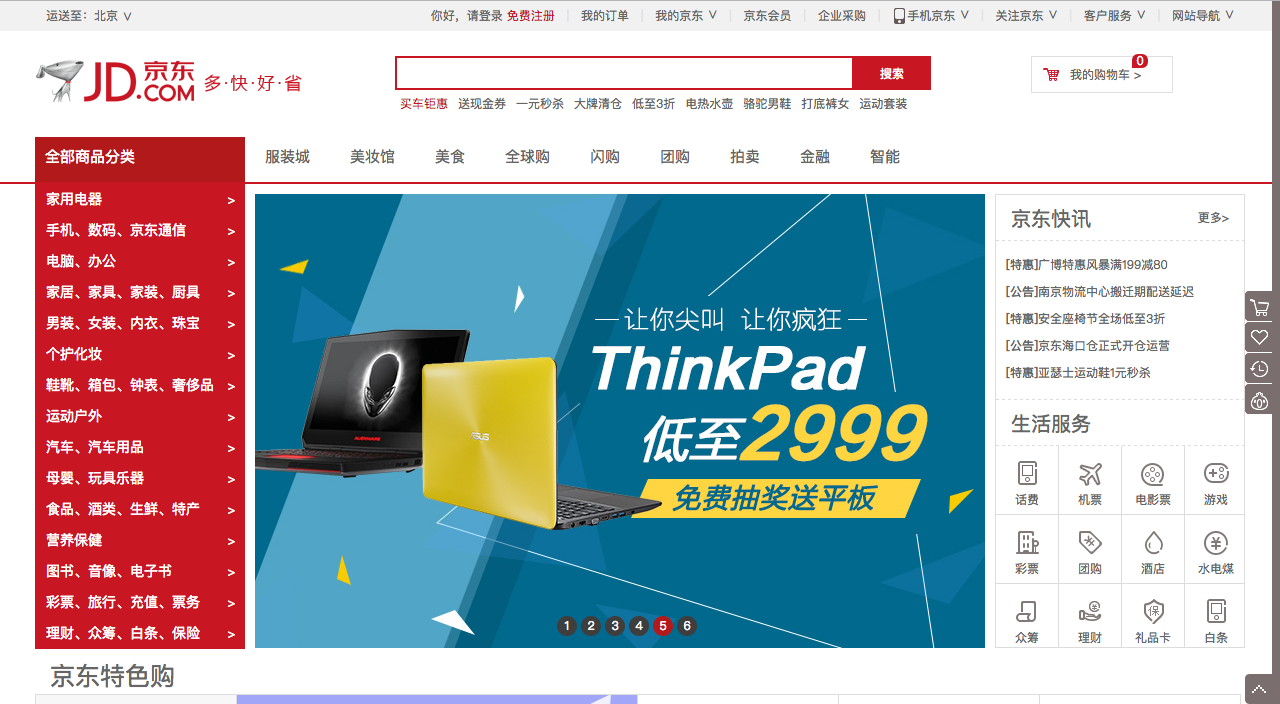 运送至：北京 ∨ 你好，请登录 免费注册 我的订单 我的京东 ∨ 京东会员 企业采购 手机京东 ∨ 关注京东 ∨ 客户服务 ∨ 网站导航 ∨
JD.COM 京东 多·快·好·省
搜索
0
我的购物车 >
买车钜惠 送现金券 一元秒杀 大牌清仓 低至3折 电热水壶 骆驼男鞋 打底裤女 运动套装
全部商品分类 服装城 美妆馆 美食 全球购 闪购 团购 拍卖 金融 智能
家用电器 >
手机、数码、京东通信 >
电脑、办公 >
家居、家具、家装、厨具 >
男装、女装、内衣、珠宝 >
个护化妆 >
鞋靴、箱包、钟表、奢侈品 >
运动户外 >
汽车、汽车用品 >
母婴、玩具乐器 >
食品、酒类、生鲜、特产 >
营养保健 >
图书、音像、电子书 >
彩票、旅行、充值、票务 >
理财、众筹、白条、保险 >
让你尖叫 让你疯狂
ThinkPad
低至2999
免费抽奖送平板
ALIENWARE
ASUS
1 2 3 4 5 6
京东快讯 更多>
[特惠]广博特惠风暴满199减80
[公告]南京物流中心搬迁期配送延迟
[特惠]安全座椅节全场低至3折
[公告]京东海口仓正式开仓运营
[特惠]亚瑟士运动鞋1元秒杀
生活服务
话费 机票 电影票 游戏
彩票 团购 酒店 水电煤
保
众筹 理财 礼品卡 白条
京东特色购